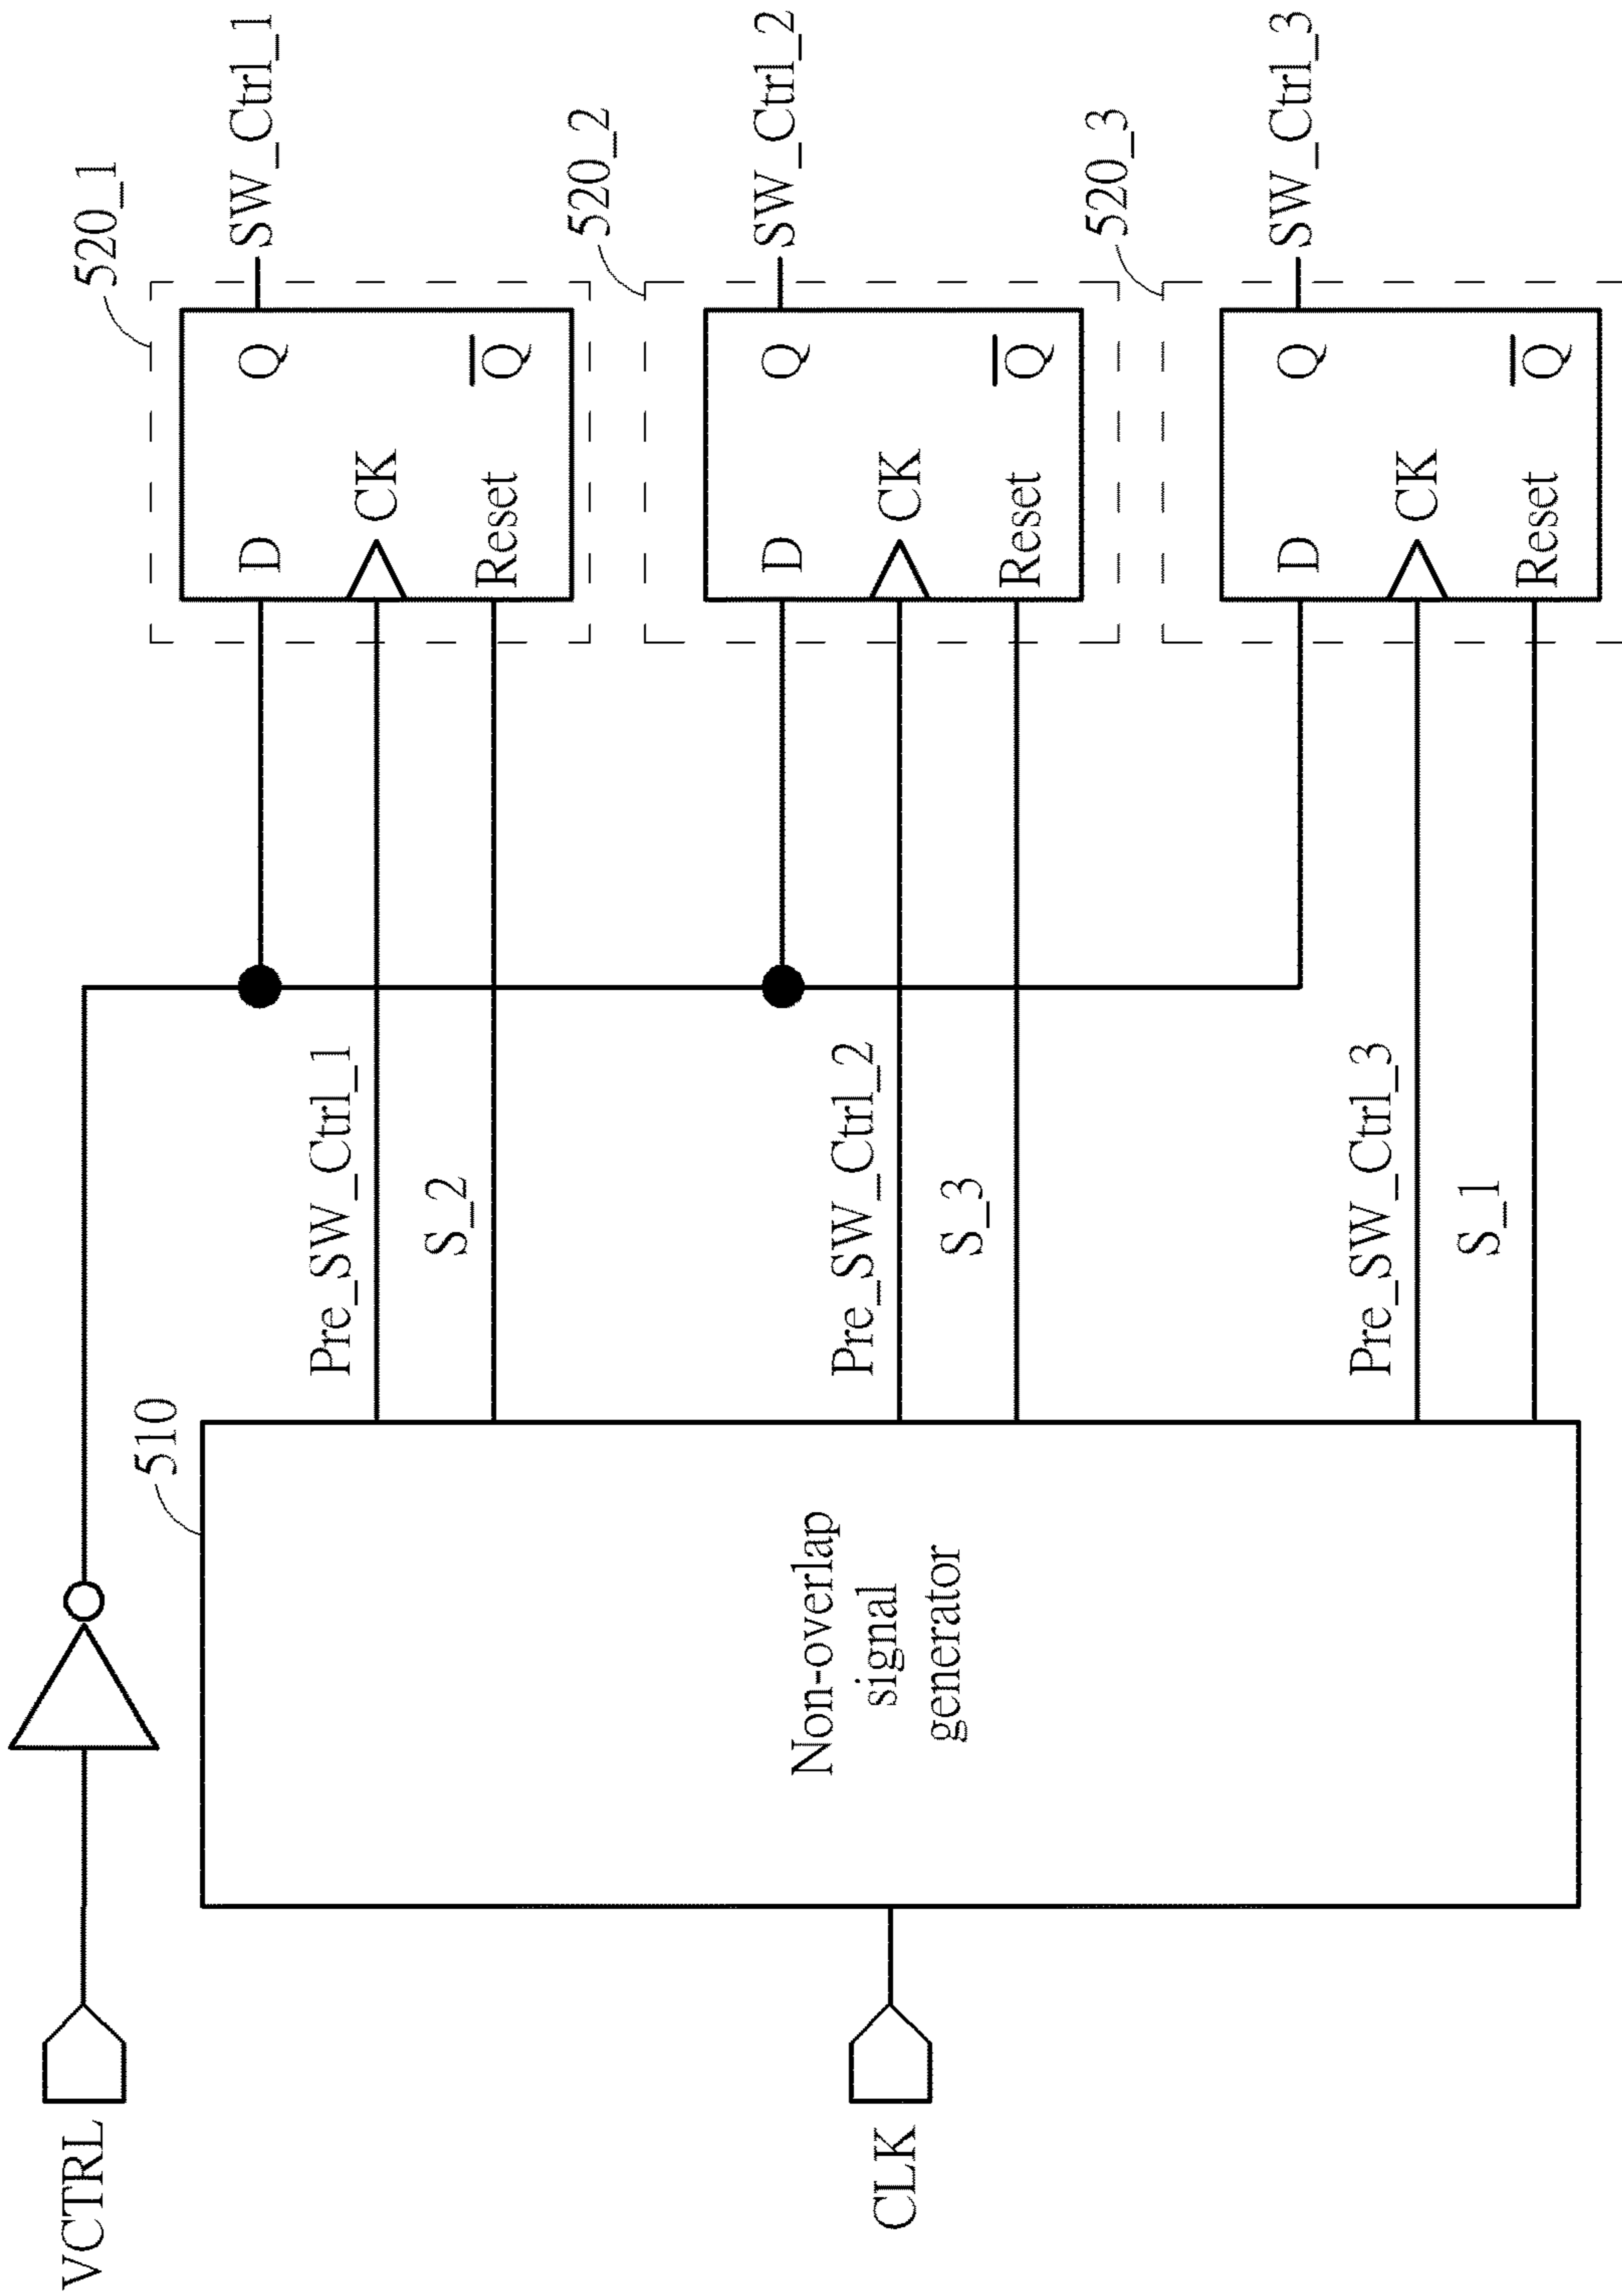 VCTRL
CLK
510
Non-overlap
signal
generator
Pre_SW_Ctrl_1
S_2
Pre_SW_Ctrl_2
S_3
Pre_SW_Ctrl_3
S_1
520_1
D
Q
CK
Reset
Q̅
SW_Ctrl_1
520_2
D
Q
CK
Reset
Q̅
SW_Ctrl_2
520_3
D
Q
CK
Reset
Q̅
SW_Ctrl_3